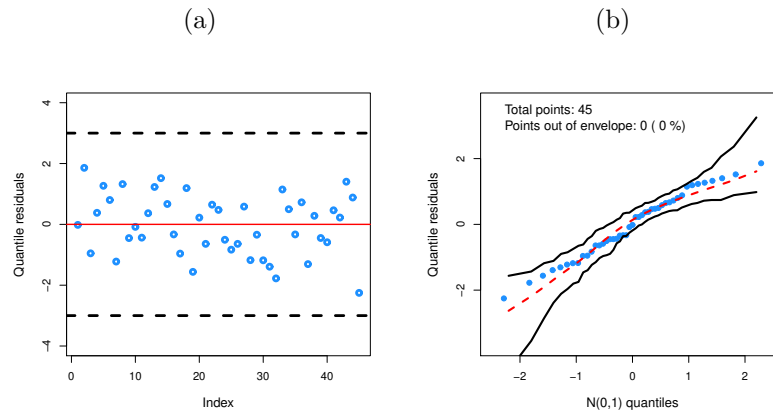 (a)
(b)
Quantile residuals
4
2
0
-2
-4
0
10
20
30
40
Index
Total points: 45
Points out of envelope: 0 ( 0 %)
Quantile residuals
2
0
-2
-2
-1
0
1
2
N(0,1) quantiles